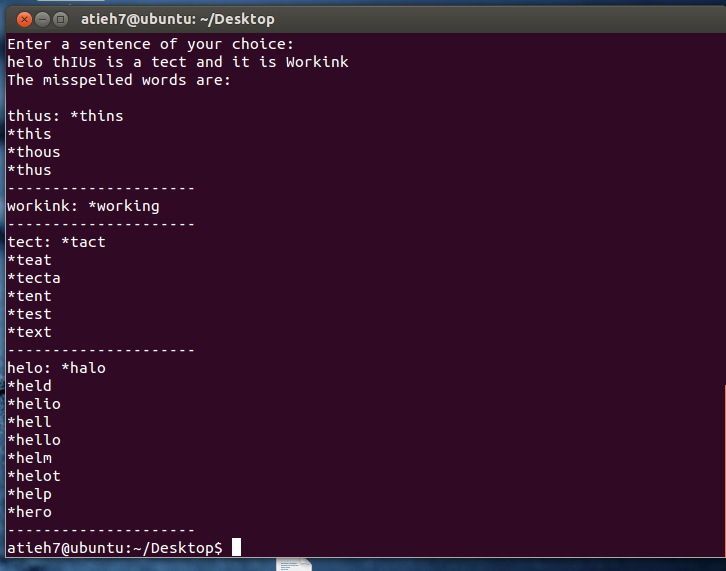 atieh7@ubuntu: ~/Desktop
Enter a sentence of your choice:
helo thIUs is a tect and it is Workink
The misspelled words are:
thius: *thins
*this
*thous
*thus
---------------------
workink: *working
---------------------
tect: *tact
*teat
*tecta
*tent
*test
*text
---------------------
helo: *halo
*held
*helio
*hell
*hello
*helm
*helot
*help
*hero
---------------------
atieh7@ubuntu:~/Desktop$